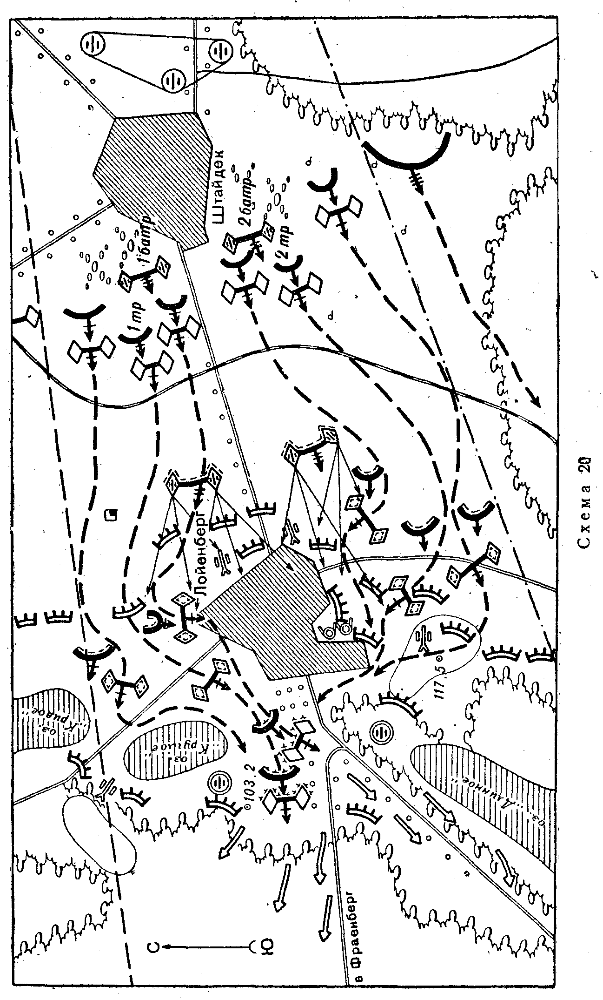 Штайдек
1 батр
2 батр
2 тр
1 тр
Лойенберг
117,5
оз. „Кривое“
оз. „Круглое“
103,2
оз. „Длинное“
С
Ю
в Фраенберг
Схема 20